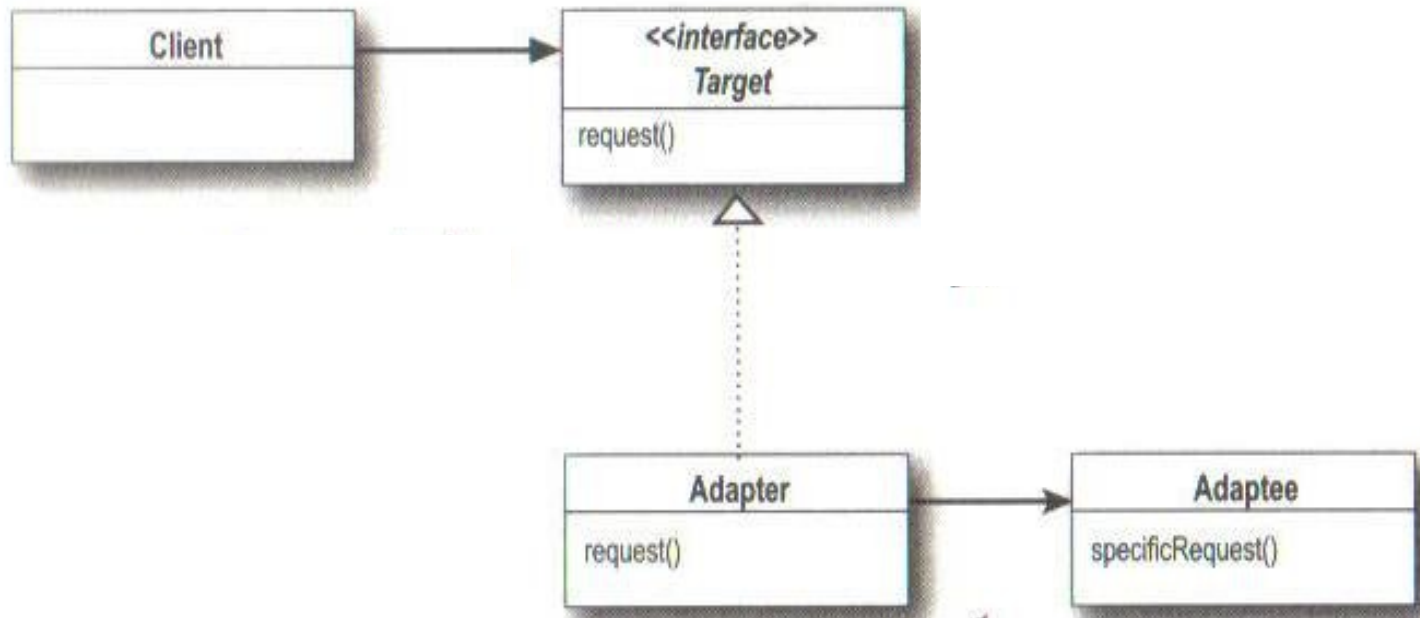 Client
<<interface>>
Target
request()
Adapter
request()
Adaptee
specificRequest()